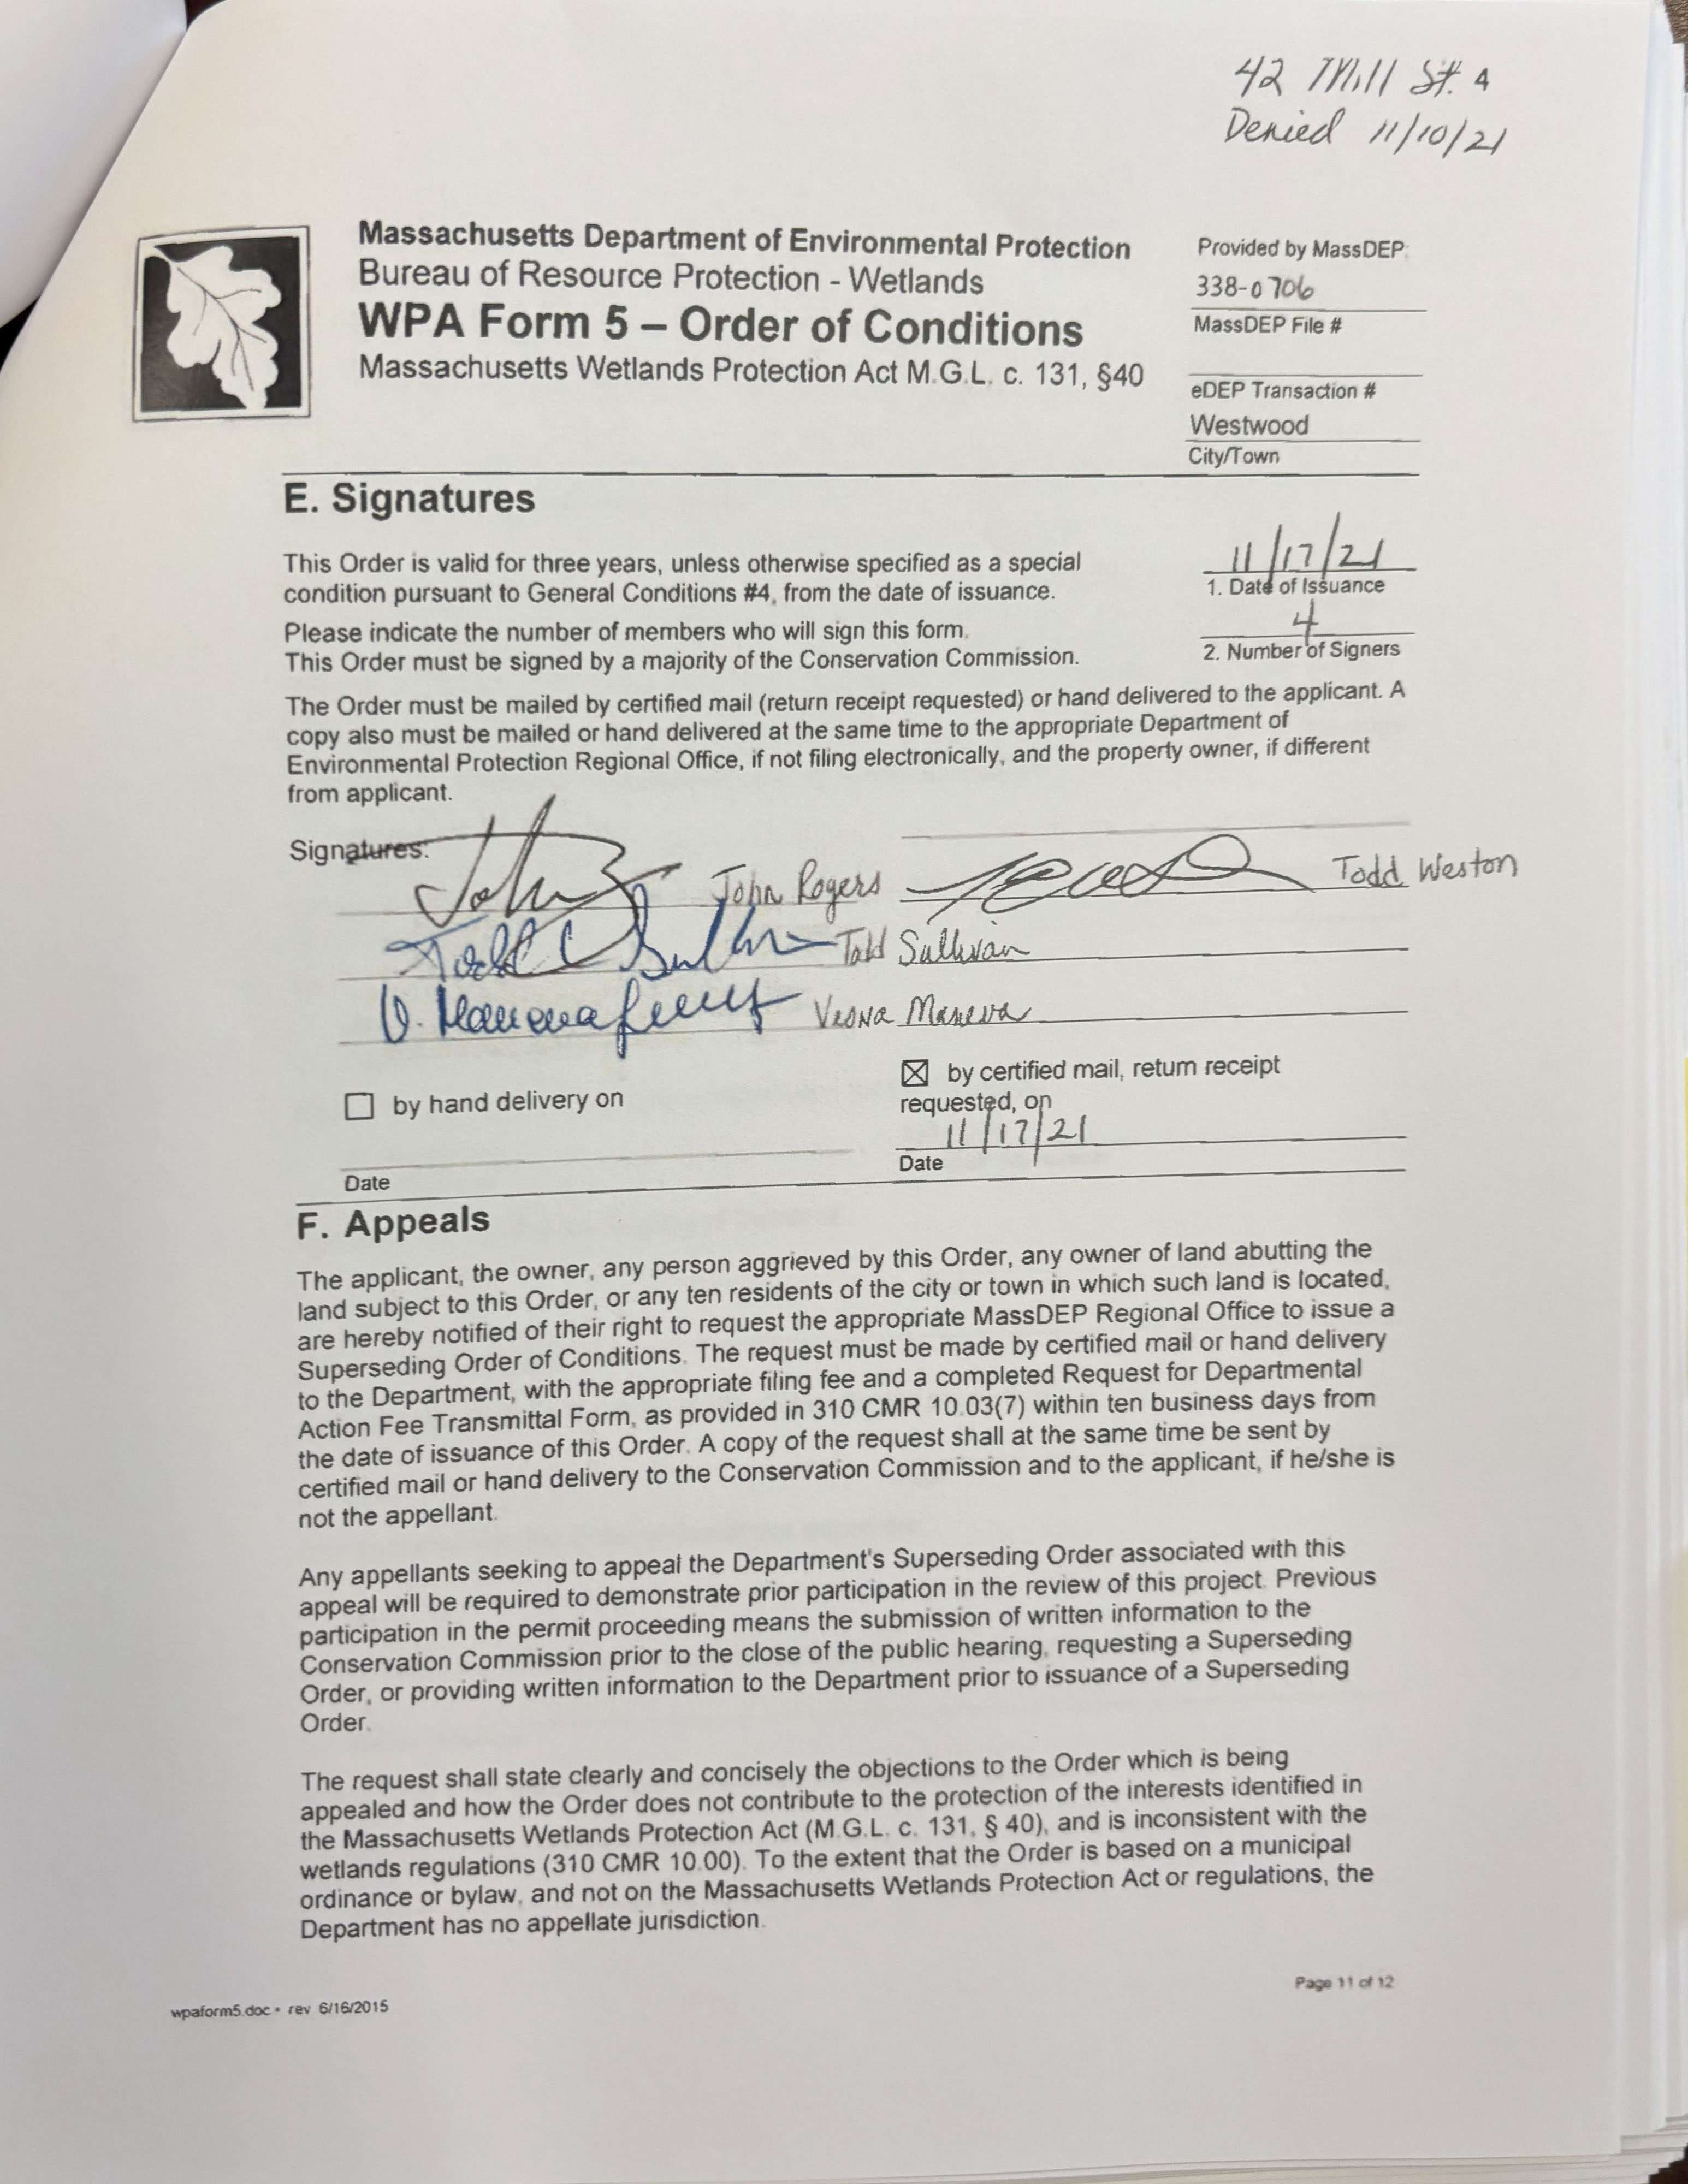 42 Mill St. 4
Denied 11/10/21
Massachusetts Department of Environmental Protection
Bureau of Resource Protection - Wetlands
WPA Form 5 – Order of Conditions
Massachusetts Wetlands Protection Act M.G.L. c. 131, §40
Provided by MassDEP:
338-0706
MassDEP File #
eDEP Transaction #
Westwood
City/Town
E. Signatures
This Order is valid for three years, unless otherwise specified as a special
condition pursuant to General Conditions #4, from the date of issuance.
11/17/21
1. Date of Issuance
Please indicate the number of members who will sign this form.
This Order must be signed by a majority of the Conservation Commission.
4
2. Number of Signers
The Order must be mailed by certified mail (return receipt requested) or hand delivered to the applicant. A
copy also must be mailed or hand delivered at the same time to the appropriate Department of
Environmental Protection Regional Office, if not filing electronically, and the property owner, if different
from applicant.
Signatures:
John Rogers
Todd Weston
Todd C Sullivan Todd Sullivan
Vesna Maneva
by hand delivery on
Date
by certified mail, return receipt
requested, on
11/17/21
Date
F. Appeals
The applicant, the owner, any person aggrieved by this Order, any owner of land abutting the
land subject to this Order, or any ten residents of the city or town in which such land is located,
are hereby notified of their right to request the appropriate MassDEP Regional Office to issue a
Superseding Order of Conditions. The request must be made by certified mail or hand delivery
to the Department, with the appropriate filing fee and a completed Request for Departmental
Action Fee Transmittal Form, as provided in 310 CMR 10.03(7) within ten business days from
the date of issuance of this Order. A copy of the request shall at the same time be sent by
certified mail or hand delivery to the Conservation Commission and to the applicant, if he/she is
not the appellant.
Any appellants seeking to appeal the Department's Superseding Order associated with this
appeal will be required to demonstrate prior participation in the review of this project. Previous
participation in the permit proceeding means the submission of written information to the
Conservation Commission prior to the close of the public hearing, requesting a Superseding
Order, or providing written information to the Department prior to issuance of a Superseding
Order.
The request shall state clearly and concisely the objections to the Order which is being
appealed and how the Order does not contribute to the protection of the interests identified in
the Massachusetts Wetlands Protection Act (M.G.L. c. 131, § 40), and is inconsistent with the
wetlands regulations (310 CMR 10.00). To the extent that the Order is based on a municipal
ordinance or bylaw, and not on the Massachusetts Wetlands Protection Act or regulations, the
Department has no appellate jurisdiction.
wpaform5.doc • rev. 6/16/2015
Page 11 of 12